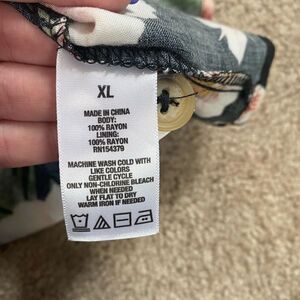 XL
MADE IN CHINA
BODY:
100% RAYON
LINING:
100% RAYON
RN154379
MACHINE WASH COLD WITH
LIKE COLORS
GENTLE CYCLE
ONLY NON-CHLORINE BLEACH
WHEN NEEDED
LAY FLAT TO DRY
WARM IRON IF NEEDED